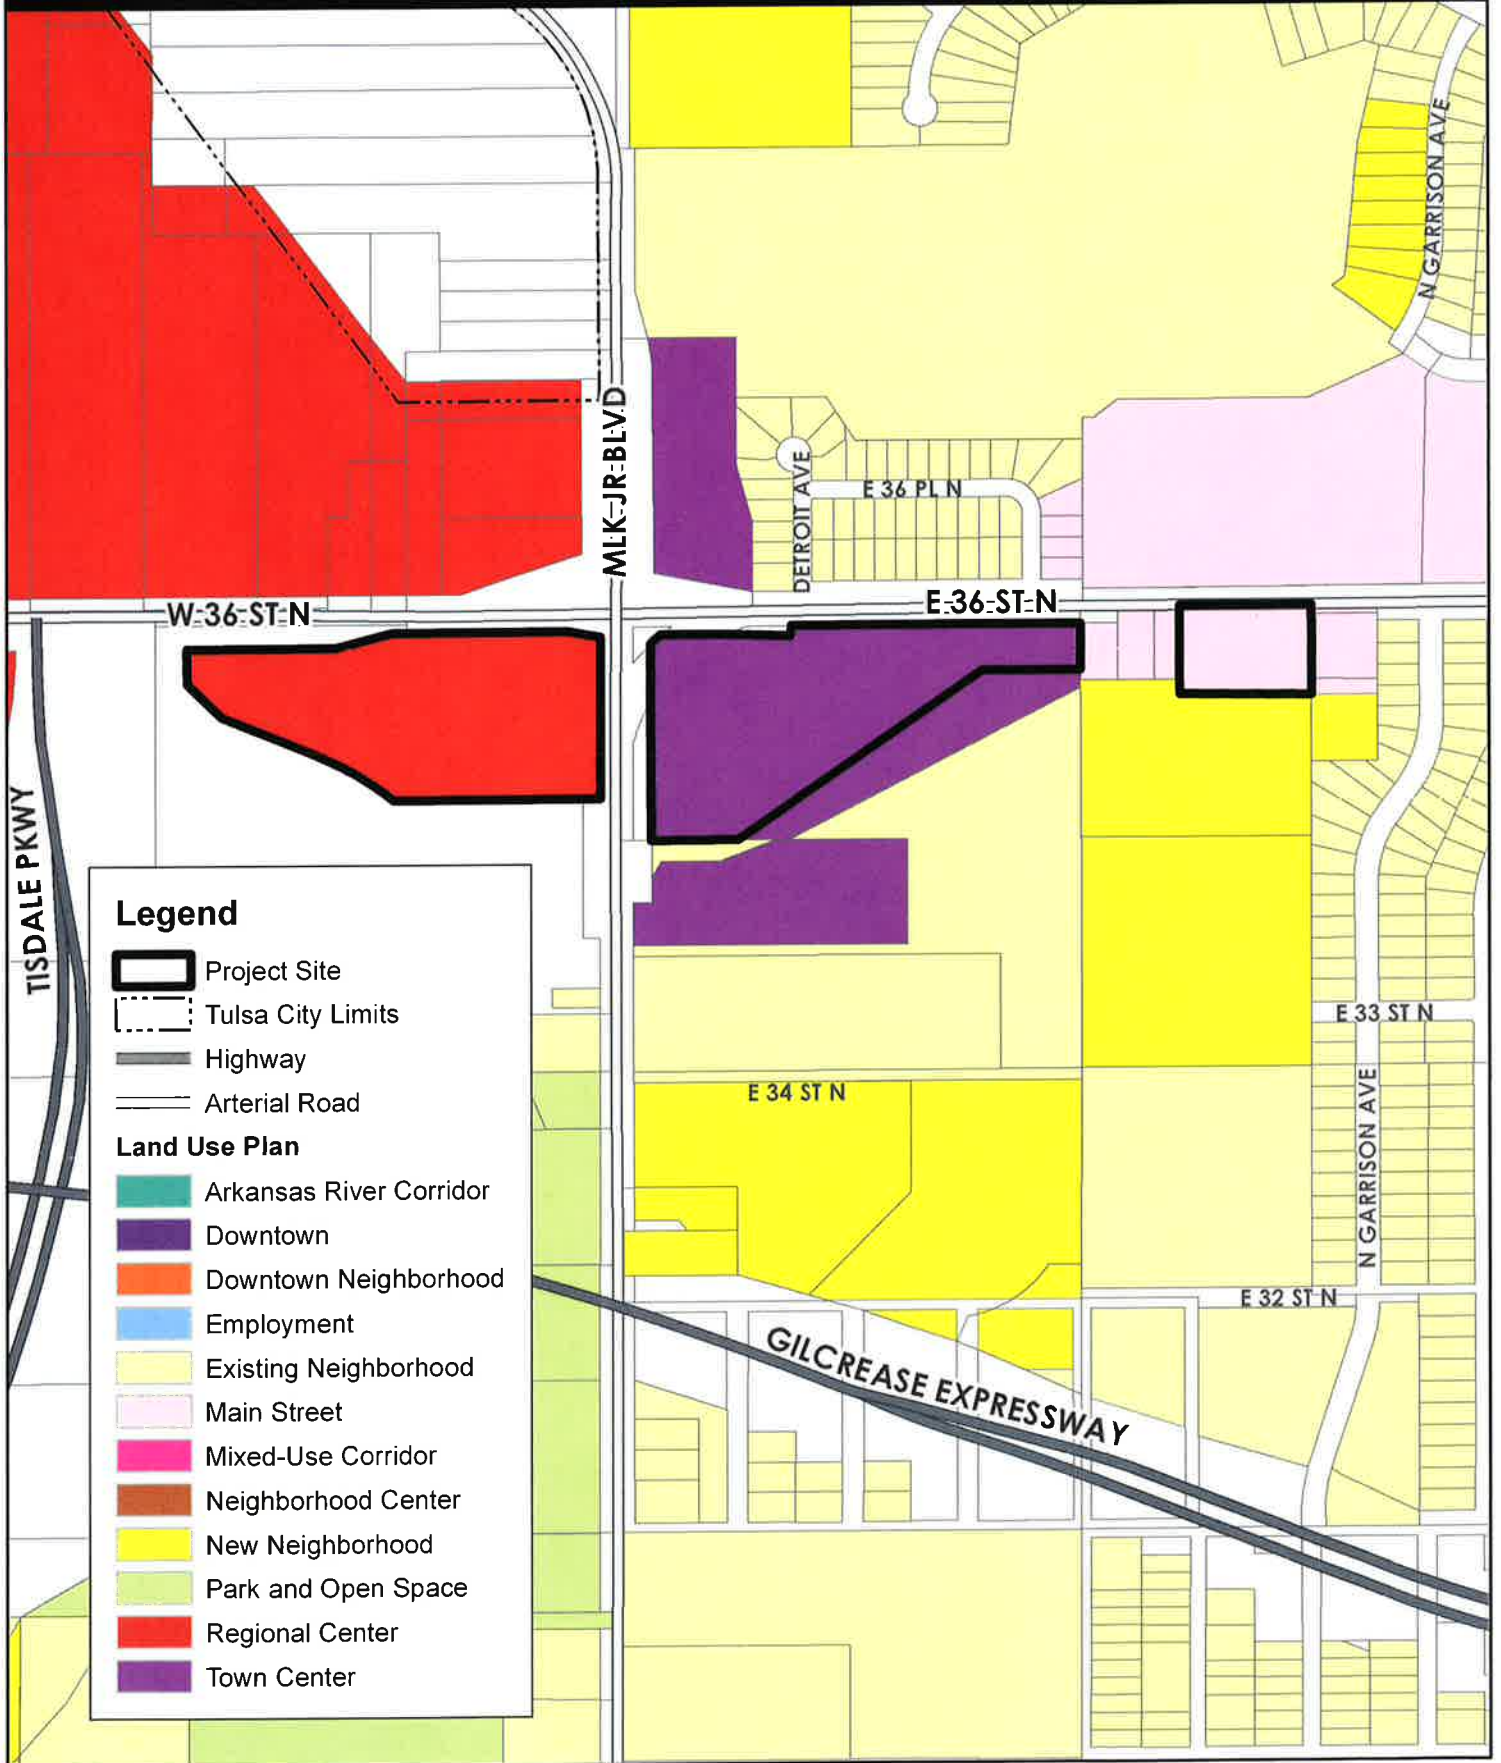 N GARRISON AVE
MLK-JR-BLVD
DETROIT AVE
E 36 PL N
W-36-ST-N
E-36-ST-N
TISDALE PKWY
Legend
Project Site
Tulsa City Limits
Highway
Arterial Road
Land Use Plan
Arkansas River Corridor
Downtown
Downtown Neighborhood
Employment
Existing Neighborhood
Main Street
Mixed-Use Corridor
Neighborhood Center
New Neighborhood
Park and Open Space
Regional Center
Town Center
E 33 ST N
E 34 ST N
N GARRISON AVE
E 32 ST N
GILCREASE EXPRESSWAY